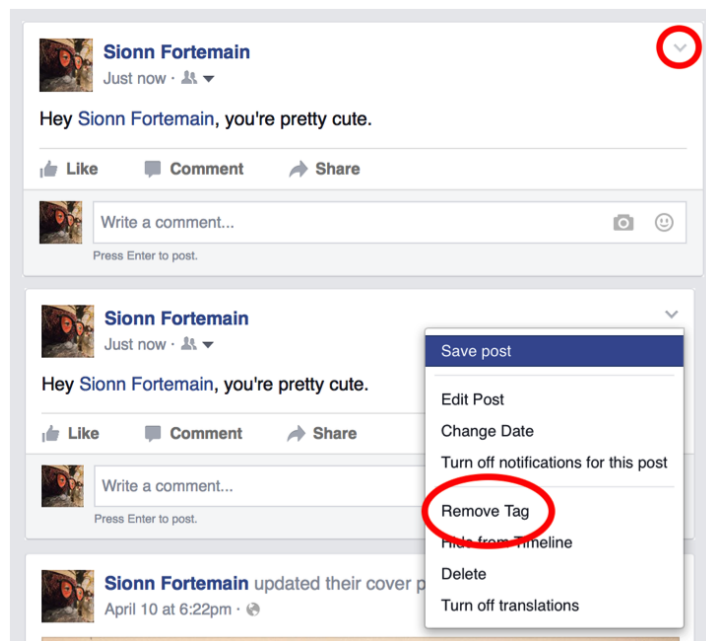 Sionn Fortemain
Just now ·
Hey Sionn Fortemain, you're pretty cute.
Like Comment Share
Write a comment...
Press Enter to post.
Sionn Fortemain
Just now ·
Hey Sionn Fortemain, you're pretty cute.
Like Comment Share
Write a comment...
Press Enter to post.
Save post
Edit Post
Change Date
Turn off notifications for this post
Remove Tag
Hide from Timeline
Delete
Turn off translations
Sionn Fortemain updated their cover p
April 10 at 6:22pm ·